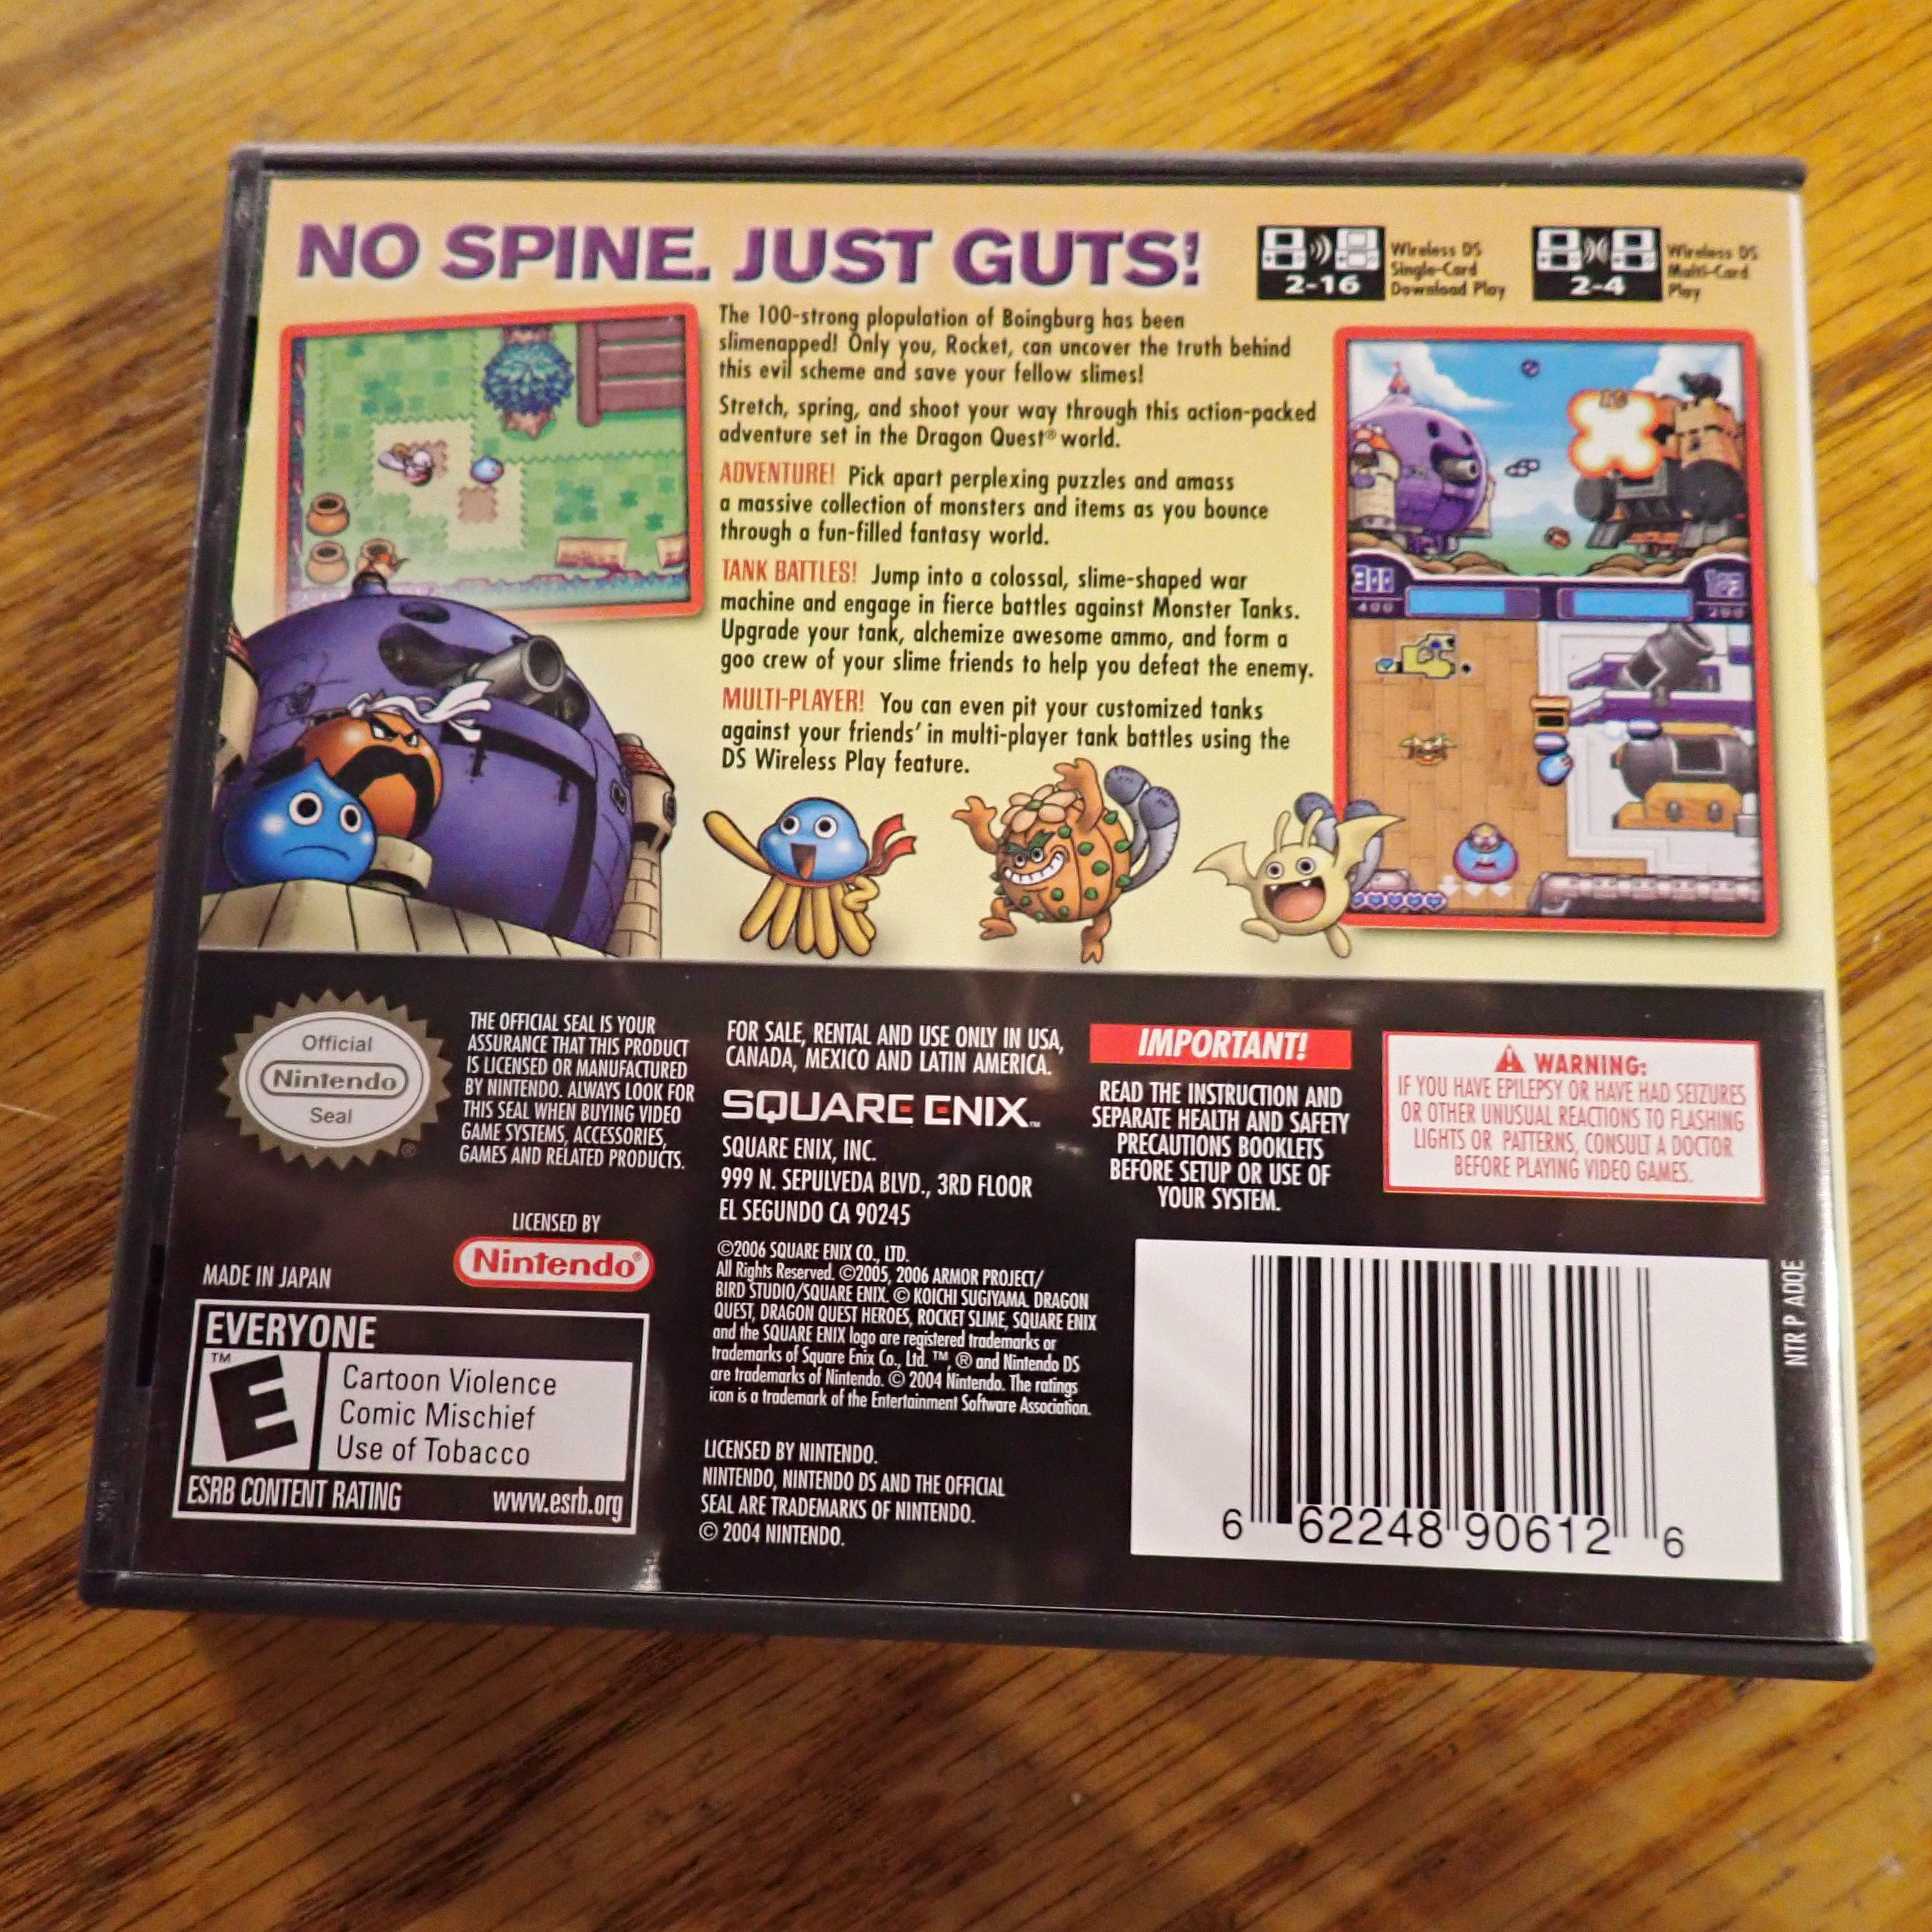 NO SPINE. JUST GUTS!
2-16
Wireless DS
Single-Card
Download Play
2-4
Wireless DS
Multi-Card
Play
The 100-strong plopulation of Boingburg has been
slimenapped! Only you, Rocket, can uncover the truth behind
this evil scheme and save your fellow slimes!
Stretch, spring, and shoot your way through this action-packed
adventure set in the Dragon Quest® world.
ADVENTURE! Pick apart perplexing puzzles and amass
a massive collection of monsters and items as you bounce
through a fun-filled fantasy world.
TANK BATTLES! Jump into a colossal, slime-shaped war
machine and engage in fierce battles against Monster Tanks.
Upgrade your tank, alchemize awesome ammo, and form a
goo crew of your slime friends to help you defeat the enemy.
MULTI-PLAYER! You can even pit your customized tanks
against your friends' in multi-player tank battles using the
DS Wireless Play feature.
300
400
Official
Nintendo
Seal
®
THE OFFICIAL SEAL IS YOUR
ASSURANCE THAT THIS PRODUCT
IS LICENSED OR MANUFACTURED
BY NINTENDO. ALWAYS LOOK FOR
THIS SEAL WHEN BUYING VIDEO
GAME SYSTEMS, ACCESSORIES,
GAMES AND RELATED PRODUCTS.
LICENSED BY
Nintendo®
MADE IN JAPAN
EVERYONE
™
E
Cartoon Violence
Comic Mischief
Use of Tobacco
ESRB CONTENT RATING www.esrb.org
FOR SALE, RENTAL AND USE ONLY IN USA,
CANADA, MEXICO AND LATIN AMERICA.
SQUARE ENIX™
SQUARE ENIX, INC.
999 N. SEPULVEDA BLVD., 3RD FLOOR
EL SEGUNDO CA 90245
©2006 SQUARE ENIX CO., LTD.
All Rights Reserved. ©2005, 2006 ARMOR PROJECT/
BIRD STUDIO/SQUARE ENIX. © KOICHI SUGIYAMA. DRAGON
QUEST, DRAGON QUEST HEROES, ROCKET SLIME, SQUARE ENIX
and the SQUARE ENIX logo are registered trademarks or
trademarks of Square Enix Co., Ltd. ™, ® and Nintendo DS
are trademarks of Nintendo. © 2004 Nintendo. The ratings
icon is a trademark of the Entertainment Software Association.
LICENSED BY NINTENDO.
NINTENDO, NINTENDO DS AND THE OFFICIAL
SEAL ARE TRADEMARKS OF NINTENDO.
© 2004 NINTENDO.
IMPORTANT!
READ THE INSTRUCTION AND
SEPARATE HEALTH AND SAFETY
PRECAUTIONS BOOKLETS
BEFORE SETUP OR USE OF
YOUR SYSTEM.
WARNING:
IF YOU HAVE EPILEPSY OR HAVE HAD SEIZURES
OR OTHER UNUSUAL REACTIONS TO FLASHING
LIGHTS OR PATTERNS, CONSULT A DOCTOR
BEFORE PLAYING VIDEO GAMES.
NTR P ADQE
6 62248 90612 6